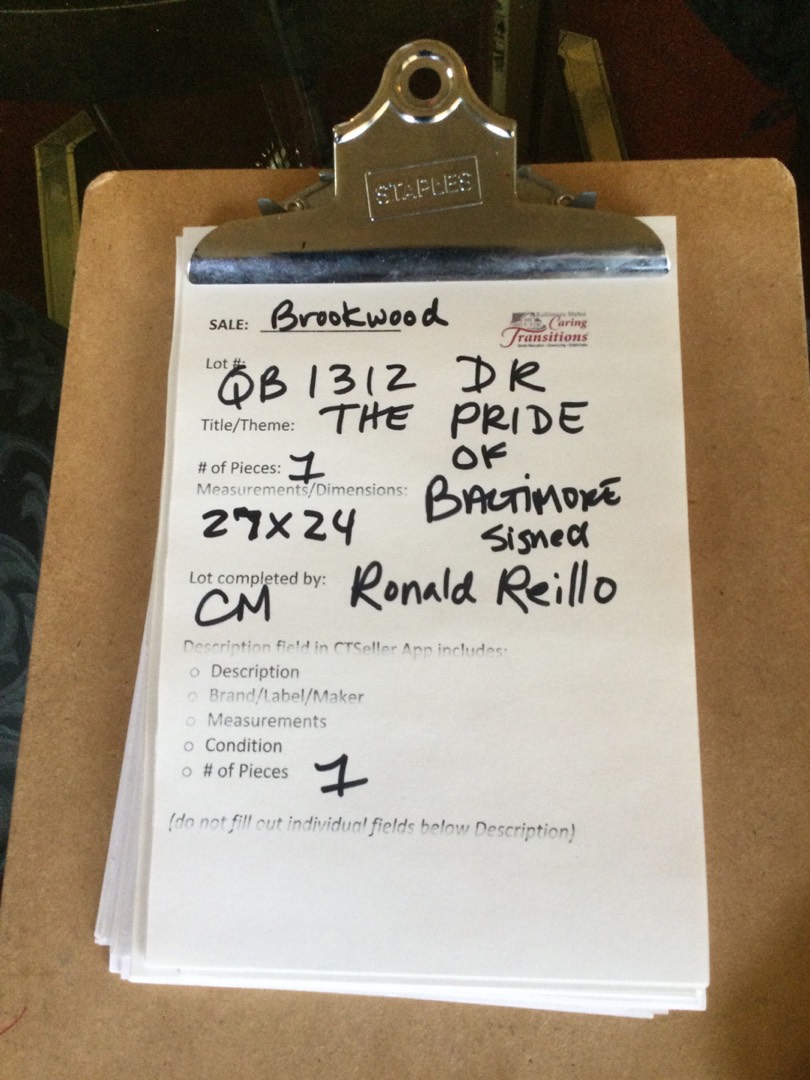 STAPLES
SALE: Brookwood
Caring
Transitions
Lot #:
QB 1312 DR
Title/Theme: THE PRIDE
OF
# of Pieces: 1
Measurements/Dimensions: BALTIMORE
27X24 signed
Lot completed by: Ronald Reillo
CM
Description field in CTSeller App includes:
o Description
o Brand/Label/Maker
o Measurements
o Condition
o # of Pieces 1
(do not fill out individual fields below Description)